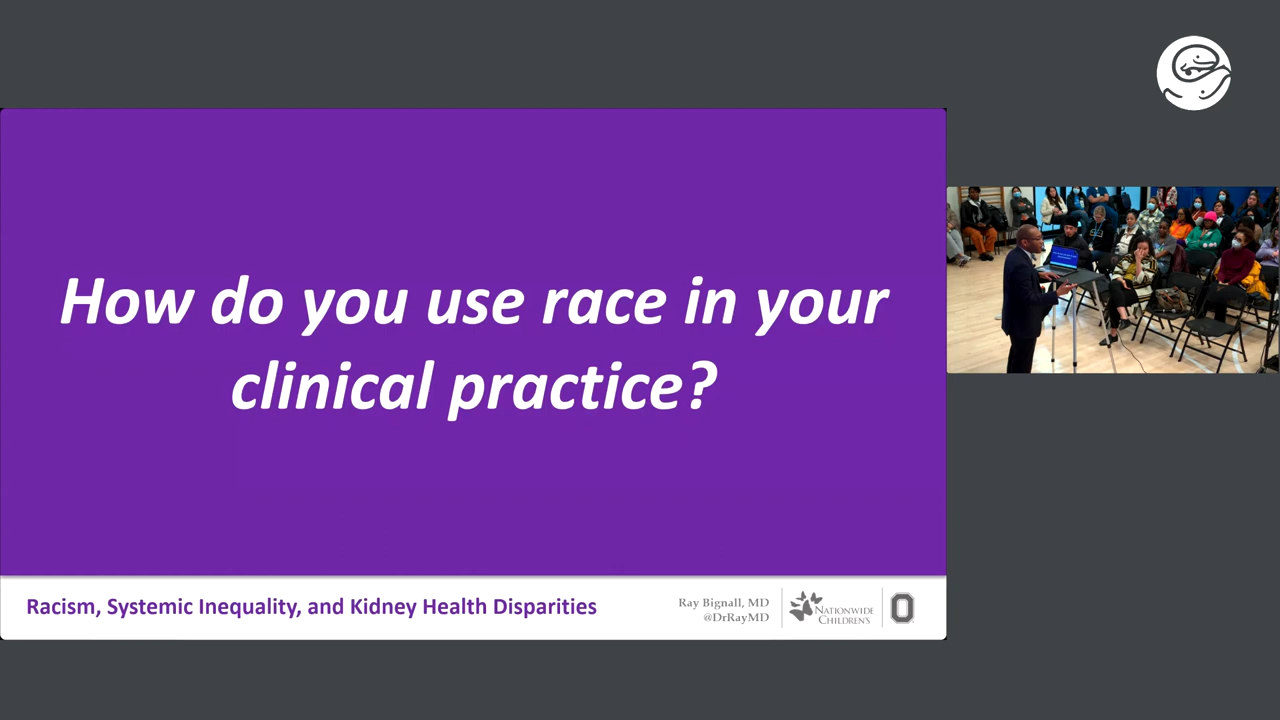 How do you use race in your
clinical practice?
Racism, Systemic Inequality, and Kidney Health Disparities
Ray Bignall, MD
@DrRayMD
NATIONWIDE
CHILDREN'S
O